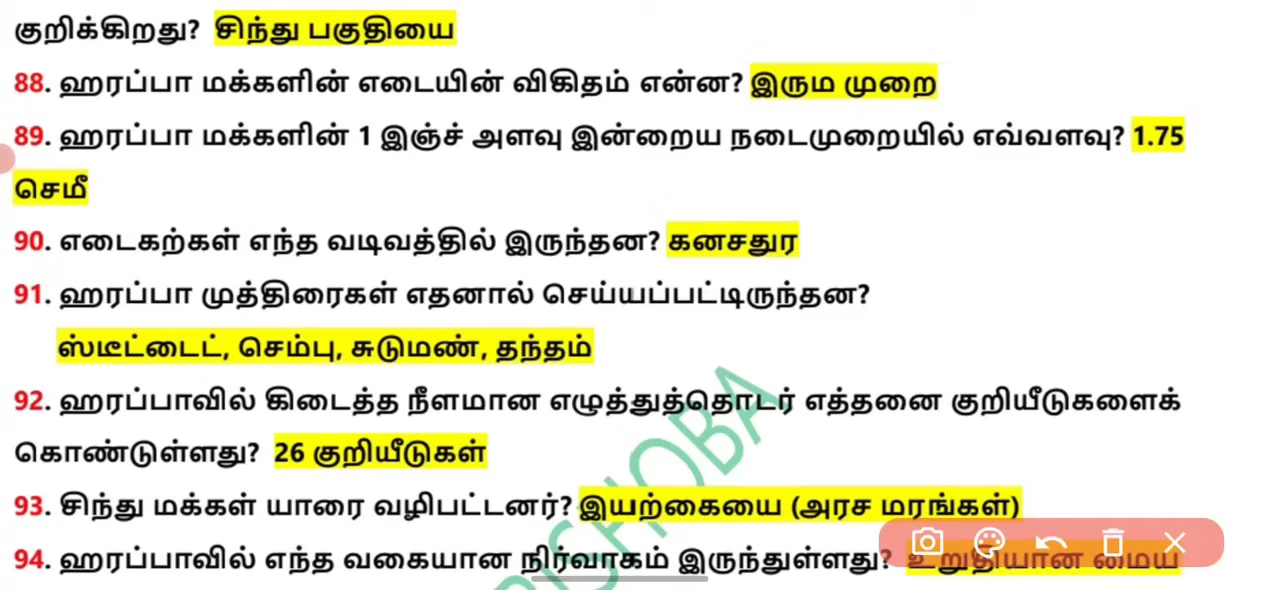 குறிக்கிறது? சிந்து பகுதியை
88. ஹரப்பா மக்களின் எடையின் விகிதம் என்ன? இரும முறை
89. ஹரப்பா மக்களின் 1 இஞ்ச் அளவு இன்றைய நடைமுறையில் எவ்வளவு? 1.75
செமீ
90. எடைகற்கள் எந்த வடிவத்தில் இருந்தன? கனசதுர
91. ஹரப்பா முத்திரைகள் எதனால் செய்யப்பட்டிருந்தன?
ஸ்டீட்டைட், செம்பு, சுடுமண், தந்தம்
92. ஹரப்பாவில் கிடைத்த நீளமான எழுத்துத்தொடர் எத்தனை குறியீடுகளைக்
கொண்டுள்ளது? 26 குறியீடுகள்
93. சிந்து மக்கள் யாரை வழிபட்டனர்? இயற்கையை (அரச மரங்கள்)
94. ஹரப்பாவில் எந்த வகையான நிர்வாகம் இருந்துள்ளது? உறுதியான மைய